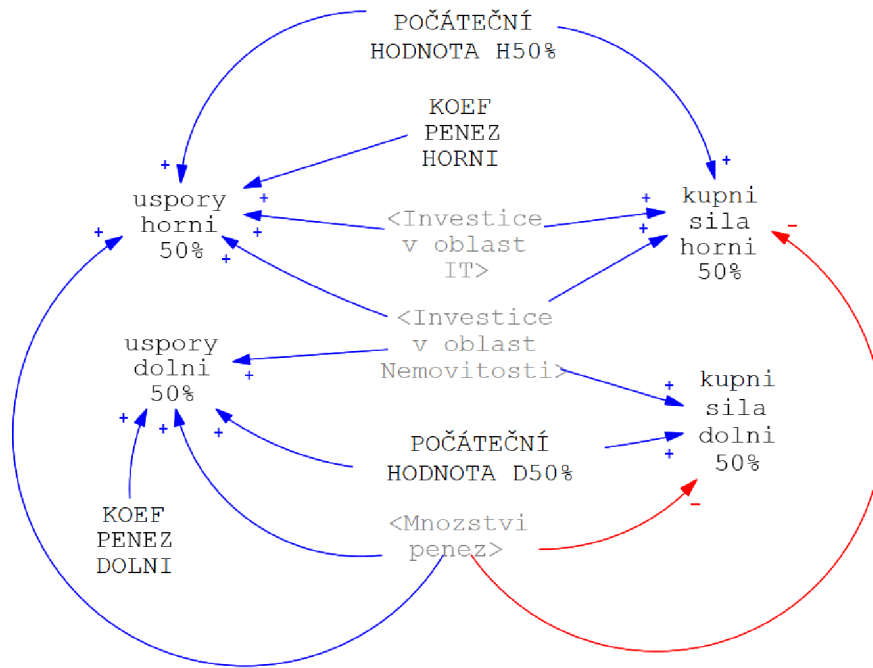 POČÁTEČNÍ
HODNOTA H50%
KOEF
PENEZ
HORNI
+
+
uspory
horni
50%
+
+
+
+
<Investice
v oblast
IT>
+
+
kupni
sila
horni
50%
-
uspory
dolni
50%
+
<Investice
v oblast
Nemovitosti>
+
+
+
+
kupni
sila
dolni
50%
+
-
POČÁTEČNÍ
HODNOTA D50%
KOEF
PENEZ
DOLNI
<Mnozstvi
penez>